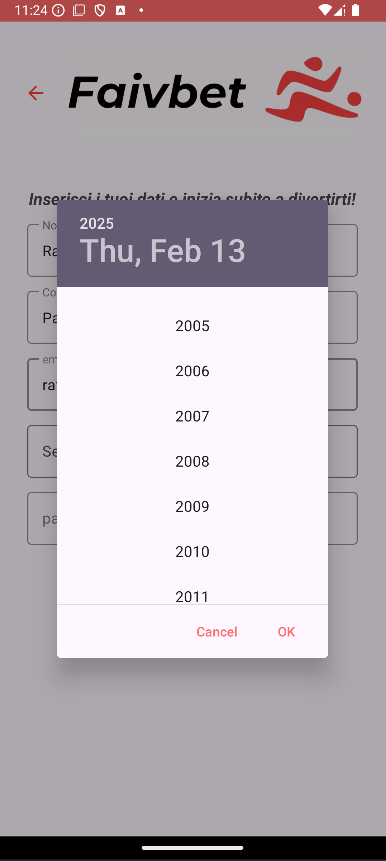 11:24
Faivbet
Inserisci i tuoi dati e inizia subito a divertirti!
No
Ra
Co
Pa
em
ra
Se
pa
2025
Thu, Feb 13
2005
2006
2007
2008
2009
2010
2011
Cancel
OK